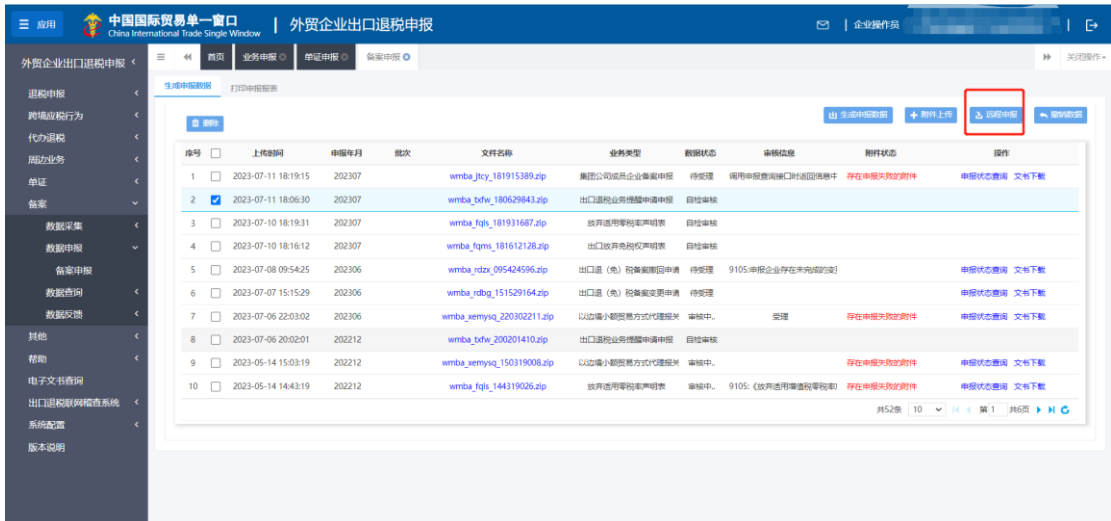 应用 中国国际贸易单一窗口 China International Trade Single Window | 外贸企业出口退税申报 | 企业操作员
外贸企业出口退税申报
首页 业务申报 单证申报 备案申报 关闭操作
退税申报
跨境应税行为
代办退税
周边业务
单证
备案
数据采集
数据申报
备案申报
数据查询
数据反馈
其他
帮助
电子文书查询
出口退税联网稽查系统
系统配置
版本说明
生成申报数据 打印申报报表
生成申报数据 附件上传 远程申报 撤销数据
删除
序号 上传时间 申报年月 批次 文件名称 业务类型 数据状态 审核信息 附件状态 操作
1 2023-07-11 18:19:15 202307 wmba_jtcy_181915389.zip 集团公司成员企业备案申报 待受理 调用申报查询接口时返回信息中 存在申报失败的附件 申报状态查询 文书下载
2 2023-07-11 18:06:30 202307 wmba_txfw_180629843.zip 出口退税业务提醒申请申报 自检审核
3 2023-07-10 18:19:31 202307 wmba_fqls_181931687.zip 放弃适用零税率声明表 自检审核
4 2023-07-10 18:16:12 202307 wmba_fqms_181612128.zip 出口放弃免税权声明表 自检审核
5 2023-07-08 09:54:25 202306 wmba_rdzx_095424596.zip 出口退（免）税备案撤回申请 待受理 9105:申报企业存在未完成的变更 申报状态查询 文书下载
6 2023-07-07 15:15:29 202306 wmba_rdbg_151529164.zip 出口退（免）税备案变更申请 待受理 申报状态查询 文书下载
7 2023-07-06 22:03:02 202306 wmba_xemysq_220302211.zip 以边境小额贸易方式代理报关 审核中.. 受理 存在申报失败的附件 申报状态查询 文书下载
8 2023-07-06 20:02:01 202212 wmba_txfw_200201410.zip 出口退税业务提醒申请申报 自检审核
9 2023-05-14 15:03:19 202212 wmba_xemysq_150319008.zip 以边境小额贸易方式代理报关 审核中.. 存在申报失败的附件 申报状态查询 文书下载
10 2023-05-14 14:43:19 202212 wmba_fqls_144319026.zip 放弃适用零税率声明表 审核中.. 9105:《放弃适用增值税零税率) 存在申报失败的附件 申报状态查询 文书下载
共52条 10 第 1 共6页